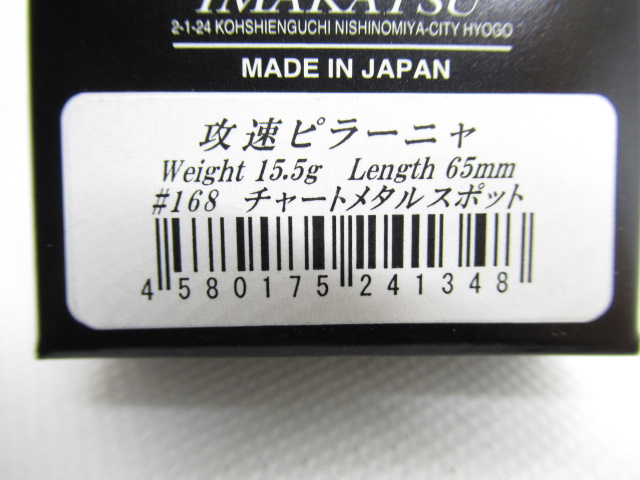 IMAKATSU
2-1-24 KOHSHIENGUCHI NISHINOMIYA-CITY HYOGO
MADE IN JAPAN
攻速ピラーニャ
Weight 15.5g Length 65mm
#168 チャートメタルスポット
4 580175 241348